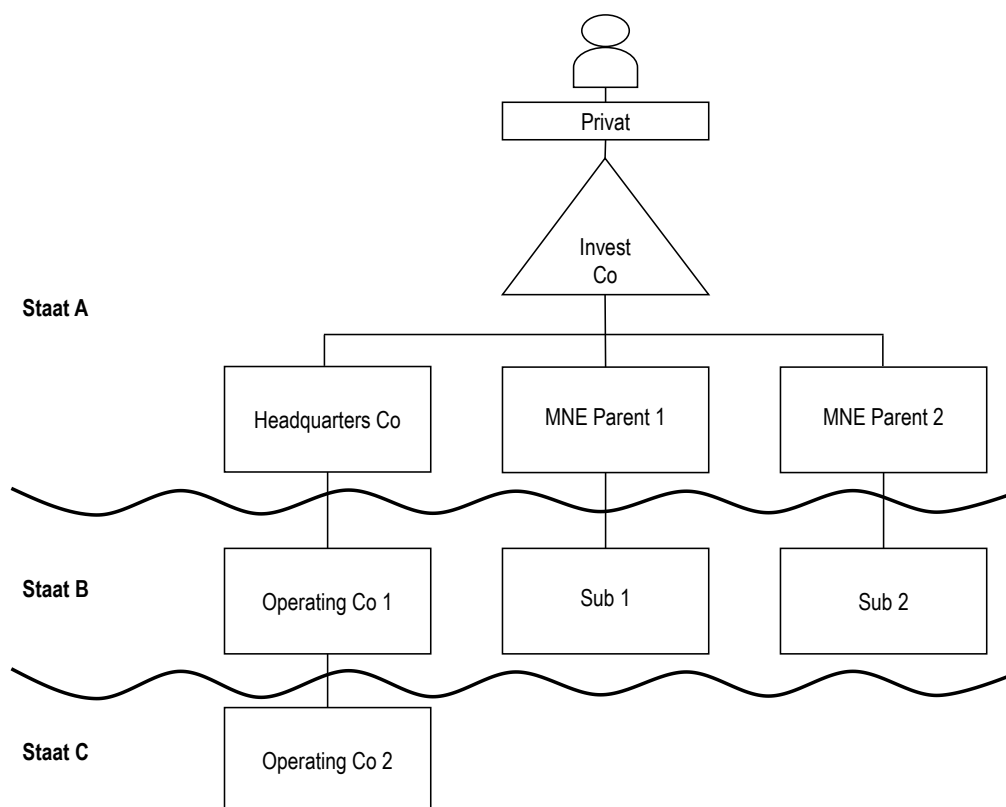 Privat
Invest
Co
Staat A
Headquarters Co
MNE Parent 1
MNE Parent 2
Staat B
Operating Co 1
Sub 1
Sub 2
Staat C
Operating Co 2